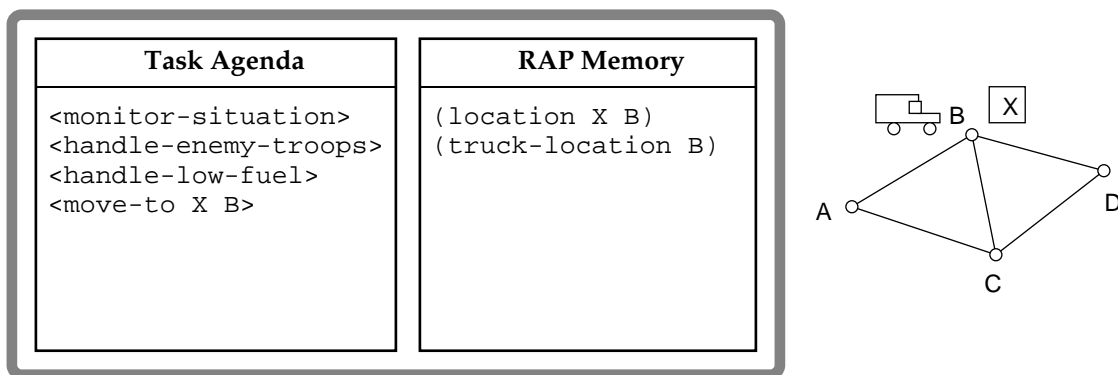 Task Agenda
<monitor-situation>
<handle-enemy-troops>
<handle-low-fuel>
<move-to X B>
RAP Memory
(location X B)
(truck-location B)
B
X
A
D
C